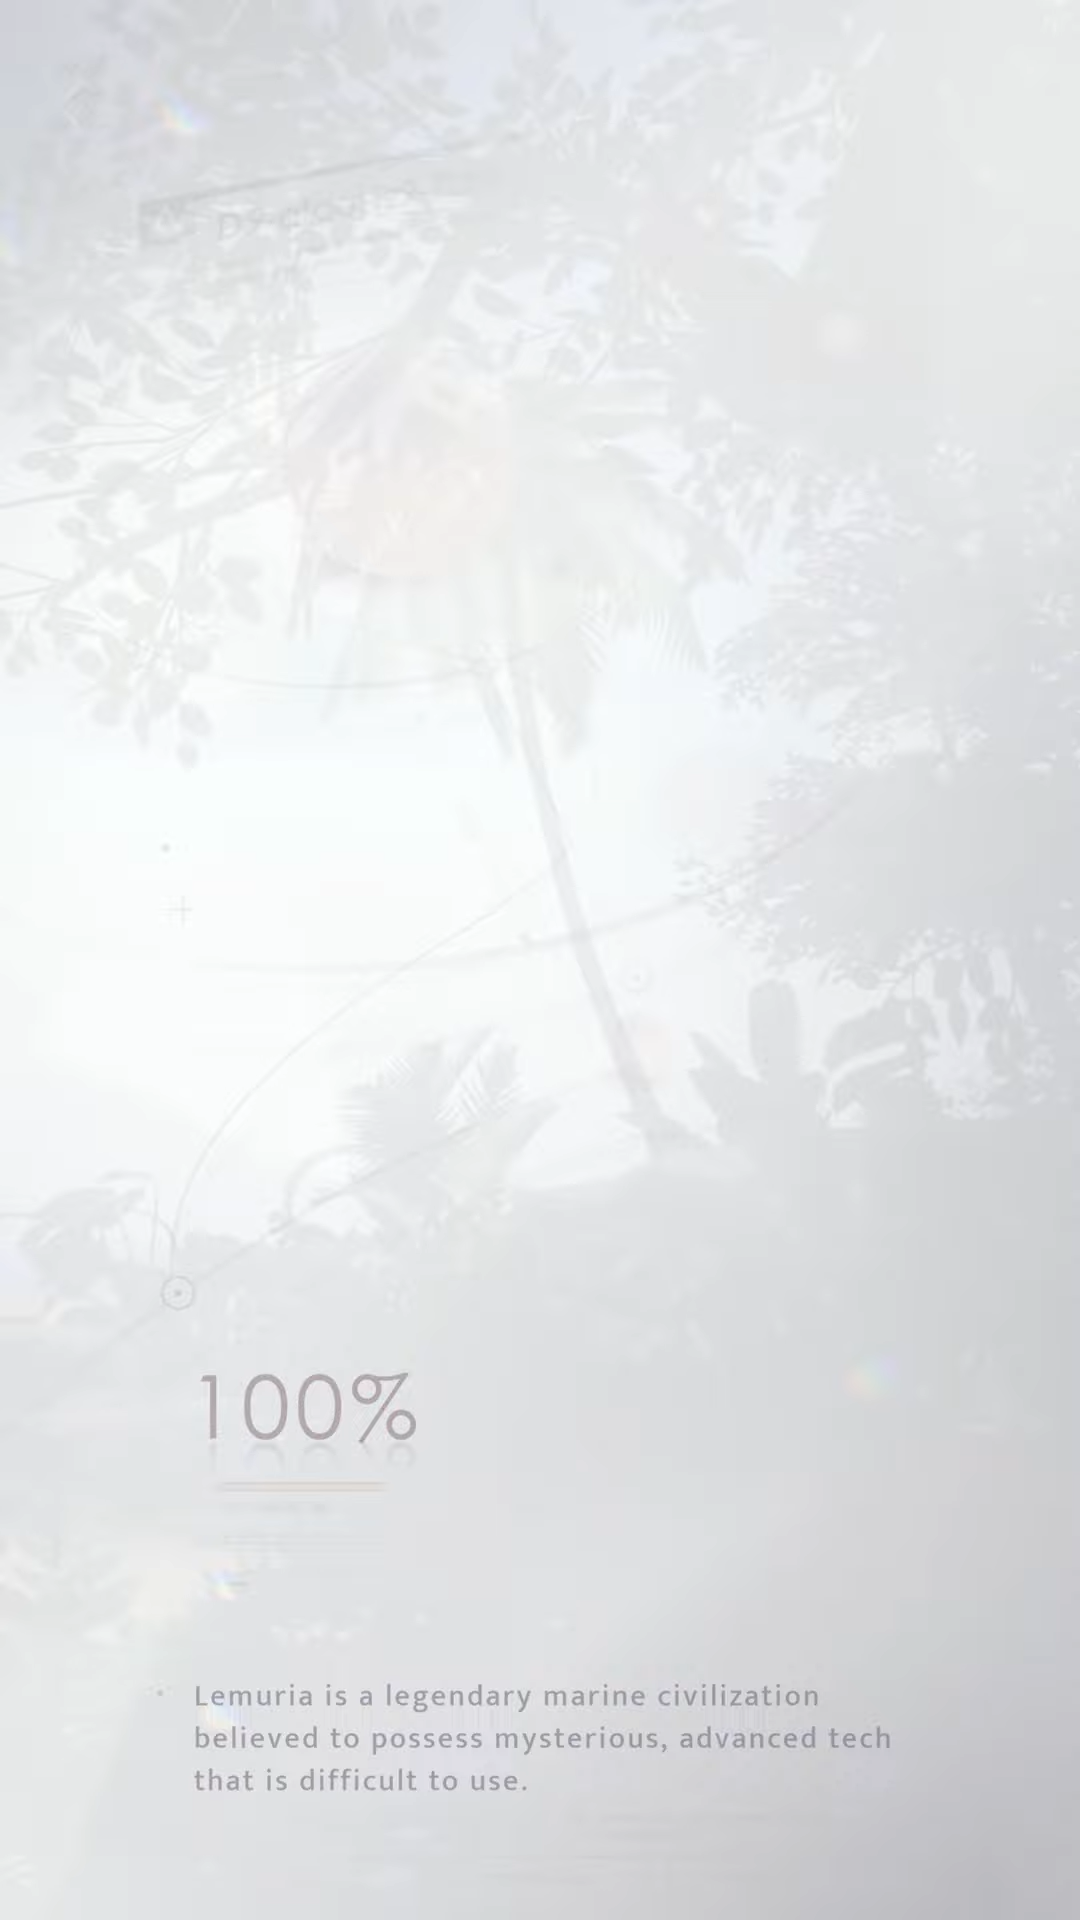 100%
Lemuria is a legendary marine civilization
believed to possess mysterious, advanced tech
that is difficult to use.